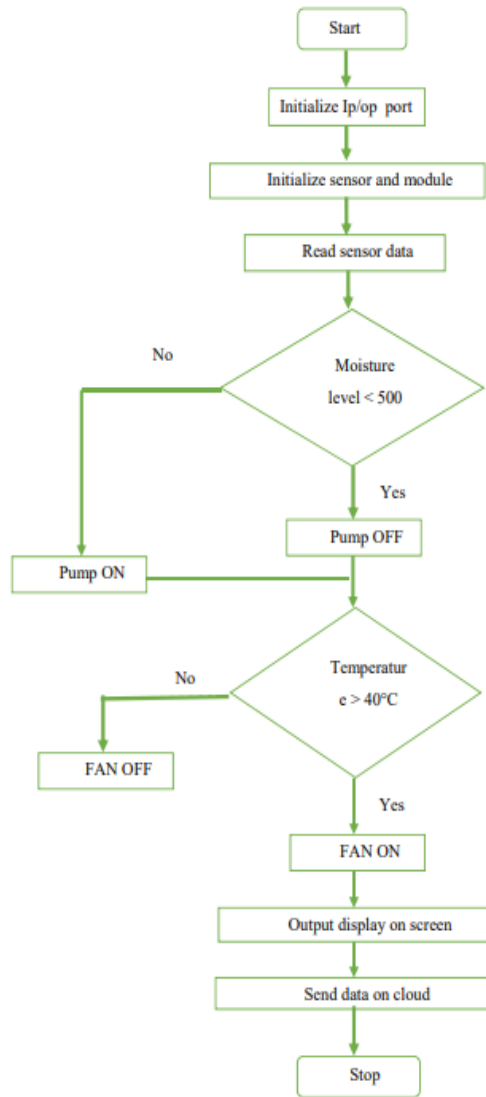 Start
Initialize Ip/op port
Initialize sensor and module
Read sensor data
No
Moisture
level < 500
Yes
Pump OFF
Pump ON
No
Temperatur
e > 40°C
FAN OFF
Yes
FAN ON
Output display on screen
Send data on cloud
Stop